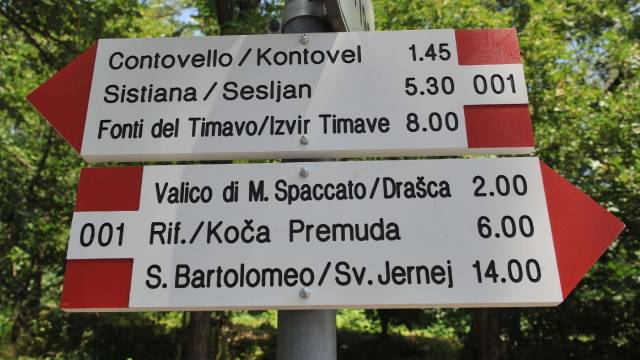 Contovello/Kontovel 1.45
Sistiana/Sesljan 5.30 001
Fonti del Timavo/Izvir Timave 8.00
Valico di M. Spaccato/Drašca 2.00
001 Rif./Koča Premuda 6.00
S. Bartolomeo/Sv. Jernej 14.00